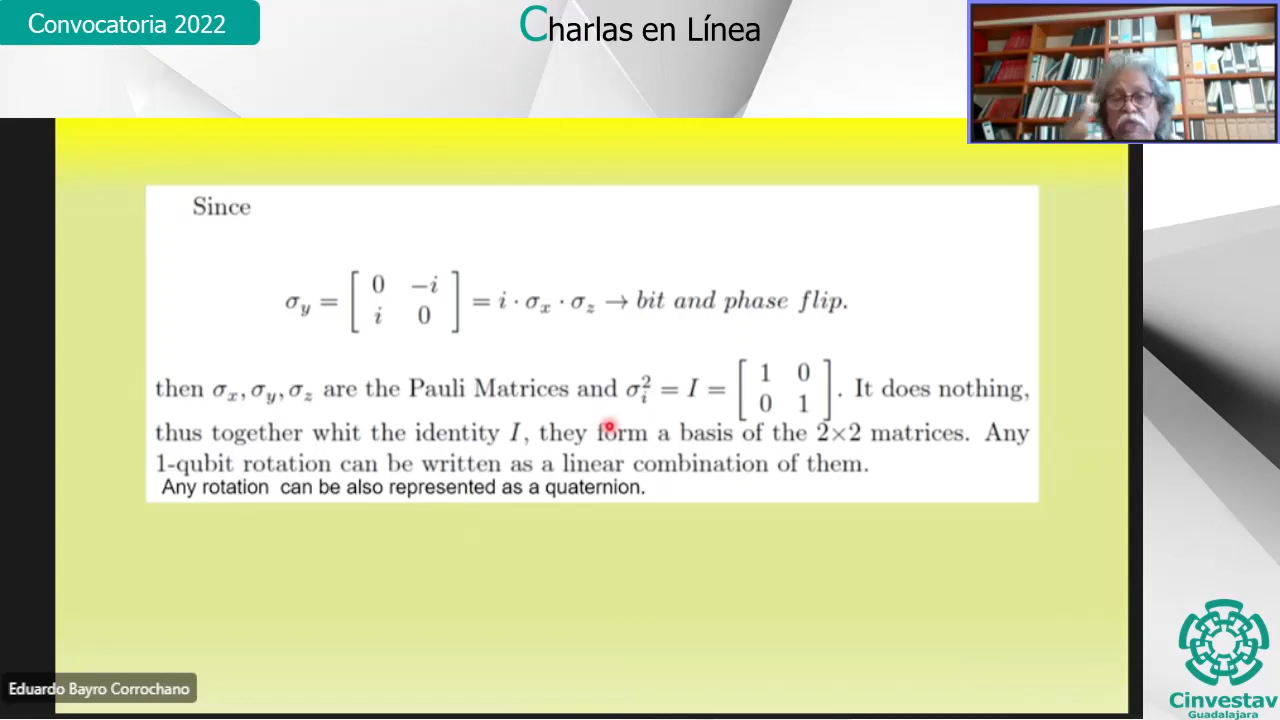 Convocatoria 2022
Charlas en Línea
Since
σ_y = [ 0 -i ; i 0 ] = i · σ_x · σ_z → bit and phase flip.
then σ_x, σ_y, σ_z are the Pauli Matrices and σ_i^2 = I = [ 1 0 ; 0 1 ]. It does nothing,
thus together whit the identity I, they form a basis of the 2×2 matrices. Any
1-qubit rotation can be written as a linear combination of them.
Any rotation can be also represented as a quaternion.
Eduardo Bayro Corrochano
Cinvestav
Guadalajara